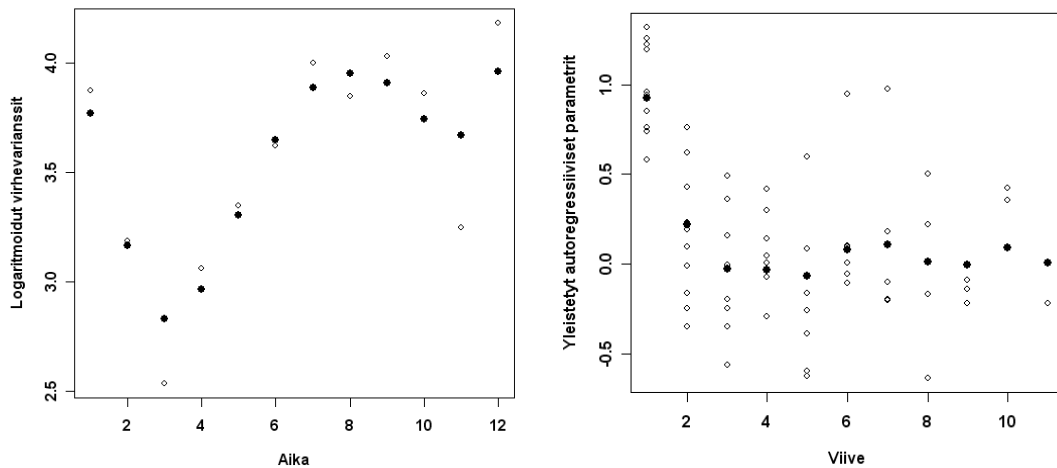 Logaritmoidut virhevarianssit
4.0
3.5
3.0
2.5
2 4 6 8 10 12
Aika
Yleistetyt autoregressiiviset parametrit
1.0
0.5
0.0
-0.5
2 4 6 8 10
Viive